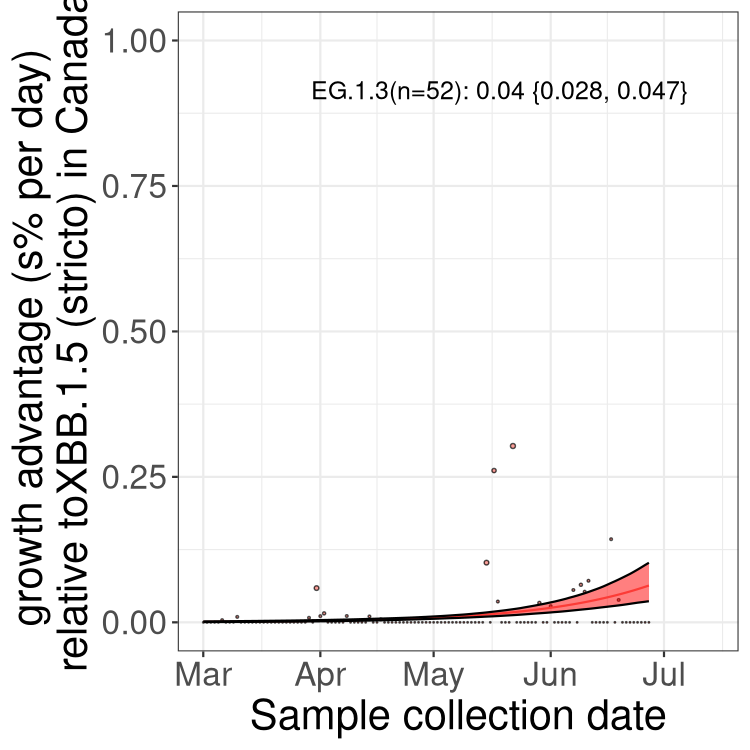 growth advantage (s% per day)
relative toXBB.1.5 (stricto) in Canada
1.00
0.75
0.50
0.25
0.00
EG.1.3(n=52): 0.04 {0.028, 0.047}
Mar Apr May Jun Jul
Sample collection date